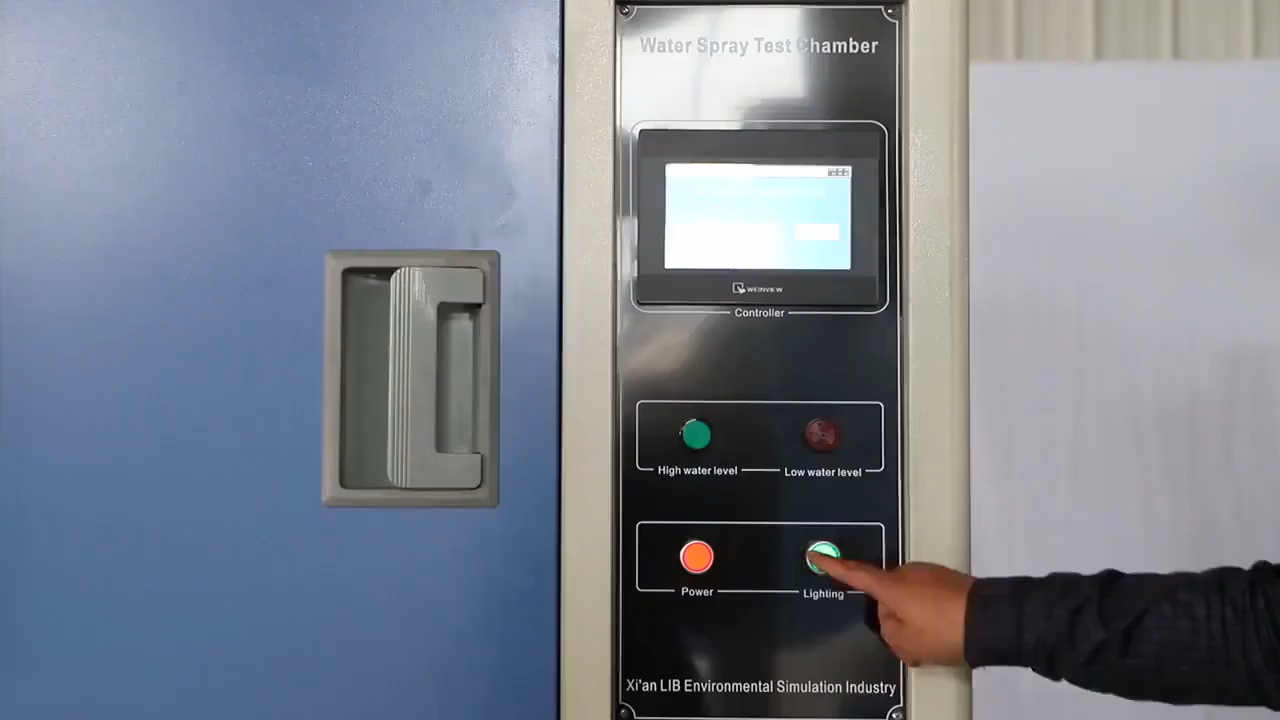 Water Spray Test Chamber
WEINVIEW
Controller
High water level
Low water level
Power
Lighting
Xi'an LIB Environmental Simulation Industry